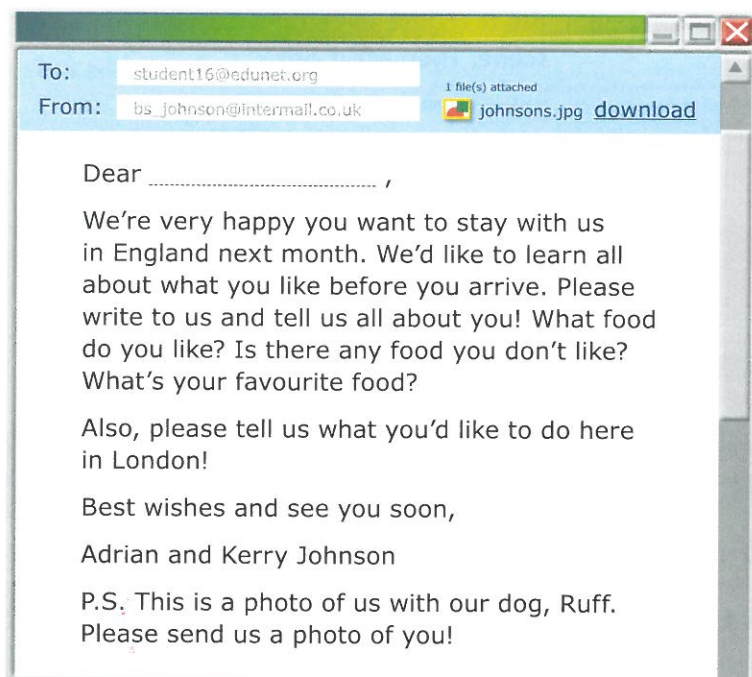 To: student16@edunet.org
1 file(s) attached
From: bs_johnson@intermail.co.uk johnsons.jpg download
Dear ,
We're very happy you want to stay with us
in England next month. We'd like to learn all
about what you like before you arrive. Please
write to us and tell us all about you! What food
do you like? Is there any food you don't like?
What's your favourite food?
Also, please tell us what you'd like to do here
in London!
Best wishes and see you soon,
Adrian and Kerry Johnson
P.S. This is a photo of us with our dog, Ruff.
Please send us a photo of you!